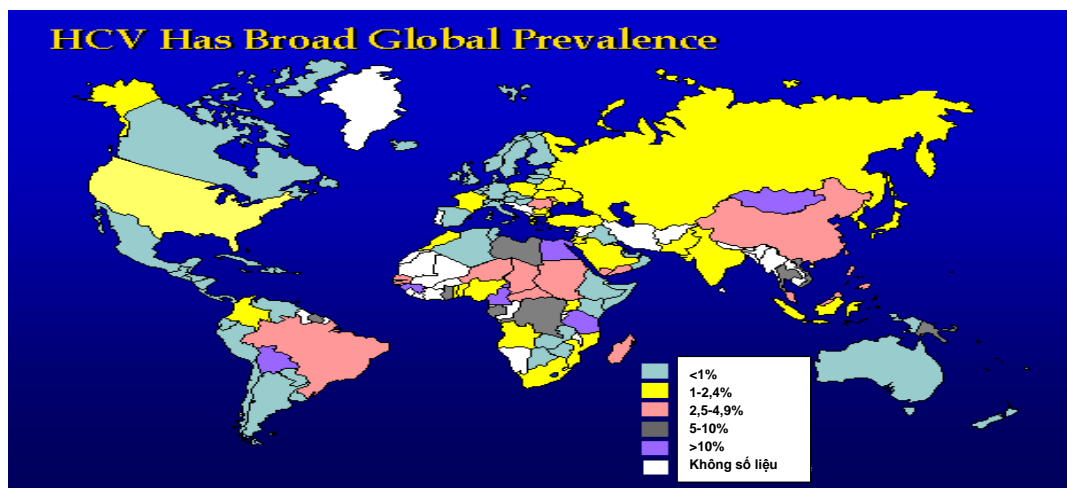 HCV Has Broad Global Prevalence
<1%
1-2,4%
2,5-4,9%
5-10%
>10%
Không số liệu